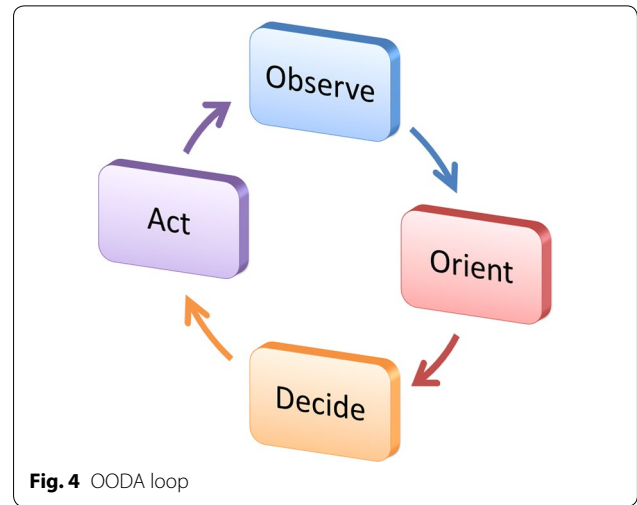 Observe
Orient
Decide
Act
Fig. 4 OODA loop